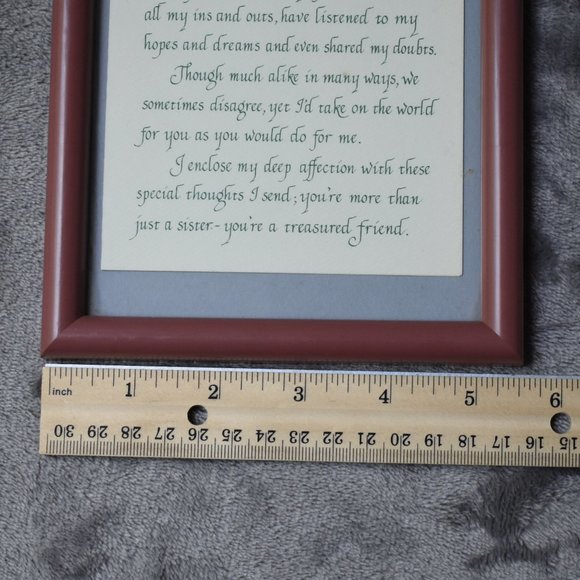 all my ins and outs, have listened to my
hopes and dreams and even shared my doubts.
Though much alike in many ways, we
sometimes disagree, yet I'd take on the world
for you as you would do for me.
I enclose my deep affection with these
special thoughts I send; you're more than
just a sister- you're a treasured friend.
inch 1 2 3 4 5 6
30 29 28 27 26 25 24 23 22 21 20 19 18 17 16 15